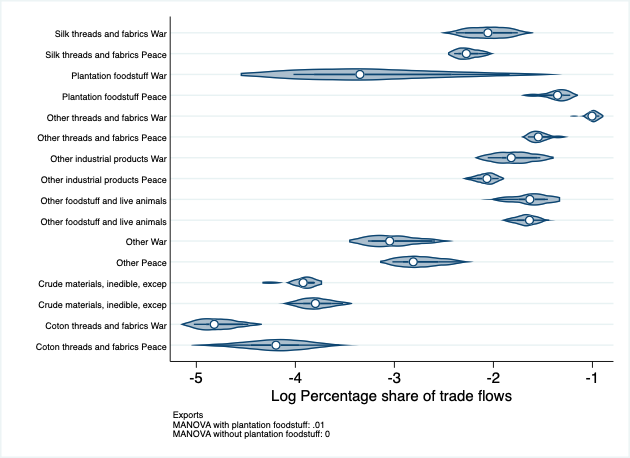 Silk threads and fabrics War
Silk threads and fabrics Peace
Plantation foodstuff War
Plantation foodstuff Peace
Other threads and fabrics War
Other threads and fabrics Peace
Other industrial products War
Other industrial products Peace
Other foodstuff and live animals
Other foodstuff and live animals
Other War
Other Peace
Crude materials, inedible, excep
Crude materials, inedible, excep
Coton threads and fabrics War
Coton threads and fabrics Peace
-5 -4 -3 -2 -1
Log Percentage share of trade flows
Exports
MANOVA with plantation foodstuff: .01
MANOVA without plantation foodstuff: 0